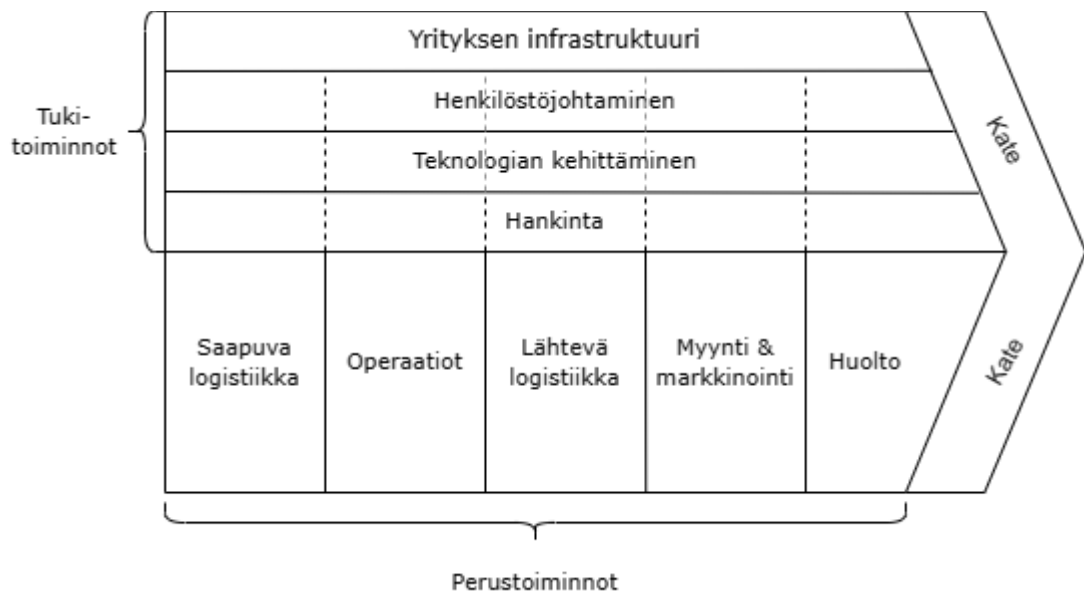 Yrityksen infrastruktuuri
Henkilöstöjohtaminen
Tuki-
toiminnot
Teknologian kehittäminen
Hankinta
Kate
Saapuva
logistiikka
Operaatiot
Lähtevä
logistiikka
Myynti &
markkinointi
Huolto
Kate
Perustoiminnot